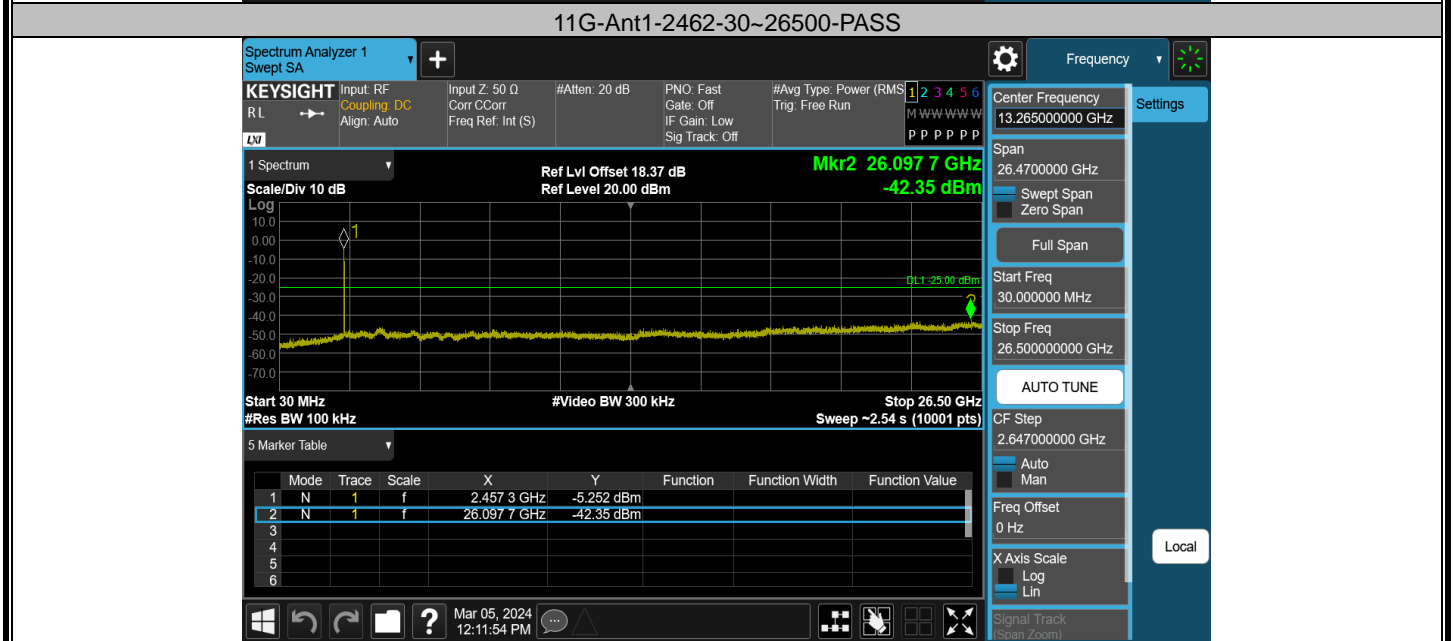 11G-Ant1-2462-30~26500-PASS
Spectrum Analyzer 1
Swept SA
+
Frequency
KEYSIGHT
RL
LXI
Input: RF
Coupling: DC
Align: Auto
Input Z: 50 Ω
Corr CCorr
Freq Ref: Int (S)
#Atten: 20 dB
PNO: Fast
Gate: Off
IF Gain: Low
Sig Track: Off
#Avg Type: Power (RMS
Trig: Free Run
1 2 3 4 5 6
M W W W W W
P P P P P P
1 Spectrum
Scale/Div 10 dB
Ref Lvl Offset 18.37 dB
Ref Level 20.00 dBm
Mkr2 26.097 7 GHz
-42.35 dBm
Log
10.0
0.00
-10.0
-20.0
-30.0
-40.0
-50.0
-60.0
-70.0
1
DL1 -25.00 dBm
Start 30 MHz
#Video BW 300 kHz
Stop 26.50 GHz
#Res BW 100 kHz
Sweep ~2.54 s (10001 pts)
5 Marker Table
Mode Trace Scale X Y Function Function Width Function Value
1 N 1 f 2.457 3 GHz -5.252 dBm
2 N 1 f 26.097 7 GHz -42.35 dBm
3
4
5
6
Mar 05, 2024
12:11:54 PM
?
Center Frequency
13.265000000 GHz
Settings
Span
26.4700000 GHz
Swept Span
Zero Span
Full Span
Start Freq
30.000000 MHz
Stop Freq
26.500000000 GHz
AUTO TUNE
CF Step
2.647000000 GHz
Auto
Man
Freq Offset
0 Hz
X Axis Scale
Log
Lin
Local
Signal Track
(Span Zoom)